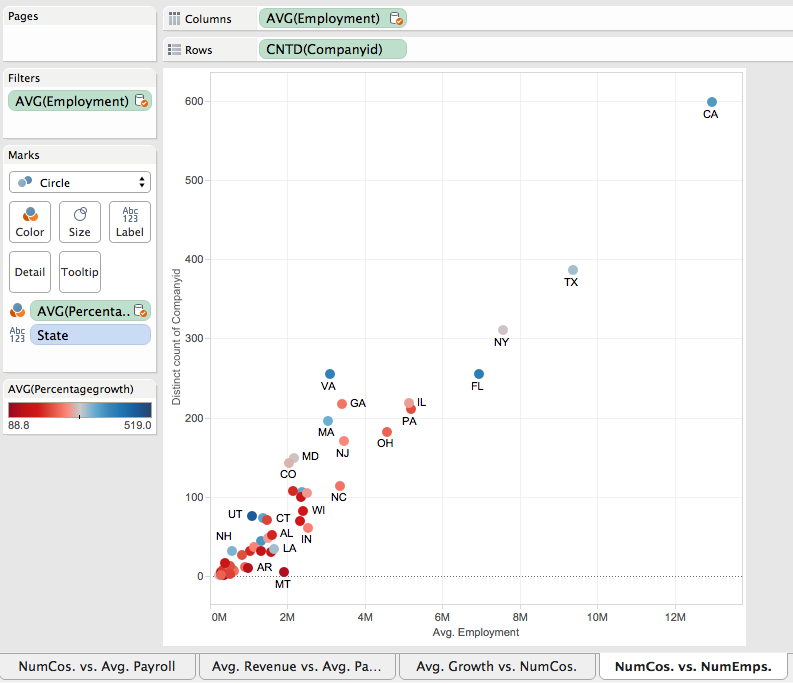 Pages
Columns
AVG(Employment)
Rows
CNTD(Companyid)
Filters
AVG(Employment)
Marks
Circle
Color
Size
Abc
123
Label
Detail
Tooltip
AVG(Percenta..
Abc
123
State
AVG(Percentagegrowth)
88.8
519.0
Distinct count of Companyid
600
500
400
300
200
100
0
CA
TX
NY
VA
FL
GA
IL
PA
MA
OH
NJ
MD
CO
NC
WI
UT
CT
IN
NH
AL
LA
AR
MT
0M
2M
4M
6M
8M
10M
12M
Avg. Employment
NumCos. vs. Avg. Payroll
Avg. Revenue vs. Avg. Pa...
Avg. Growth vs. NumCos.
NumCos. vs. NumEmps.